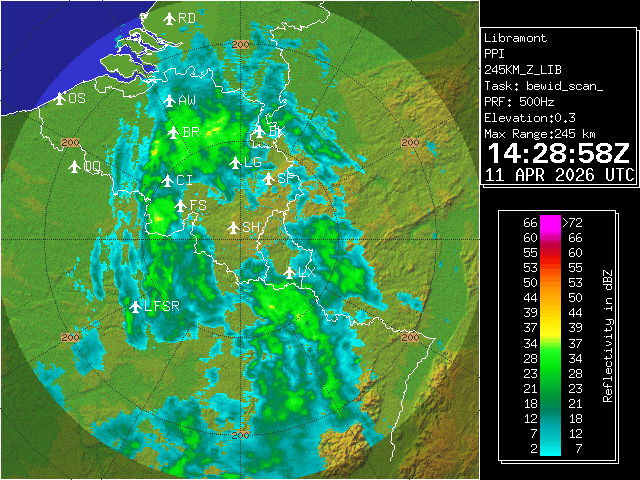 RD
200
Libramont
PPI
245KM_Z_LIB
Task: bewid_scan_
PRF: 500Hz
Elevation:0.3
Max Range:245 km
14:28:58Z
11 APR 2026 UTC
OS
AW
BR
BK
200
200
QQ
LG
CI
SP
FS
SH
LX
LFSR
200
200
200
66 >72
60 66
55 60
53 55
50 53
44 50
39 44
37 39
34 37
28 34
23 28
21 23
18 21
12 18
7 12
2 7
Reflectivity in dBZ